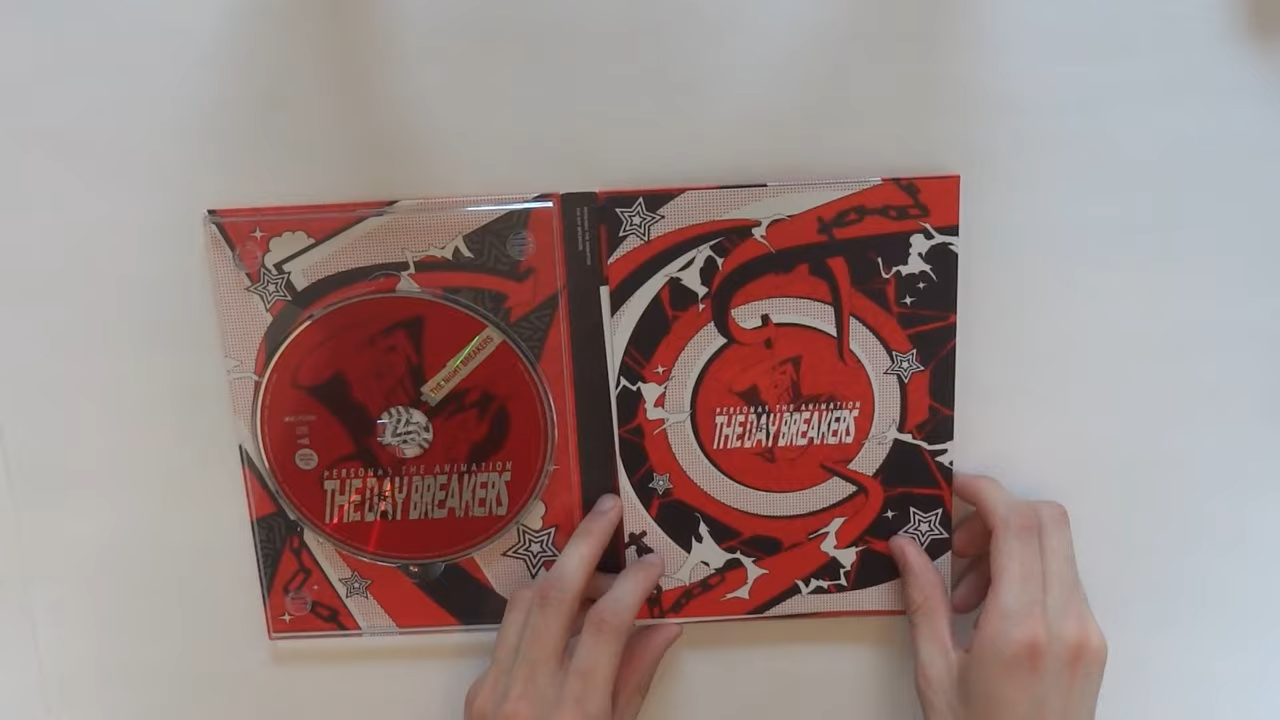 THE NIGHT BREAKERS
PERSONA5 THE ANIMATION
THE DAY BREAKERS
PERSONA5 THE ANIMATION
THE DAY BREAKERS